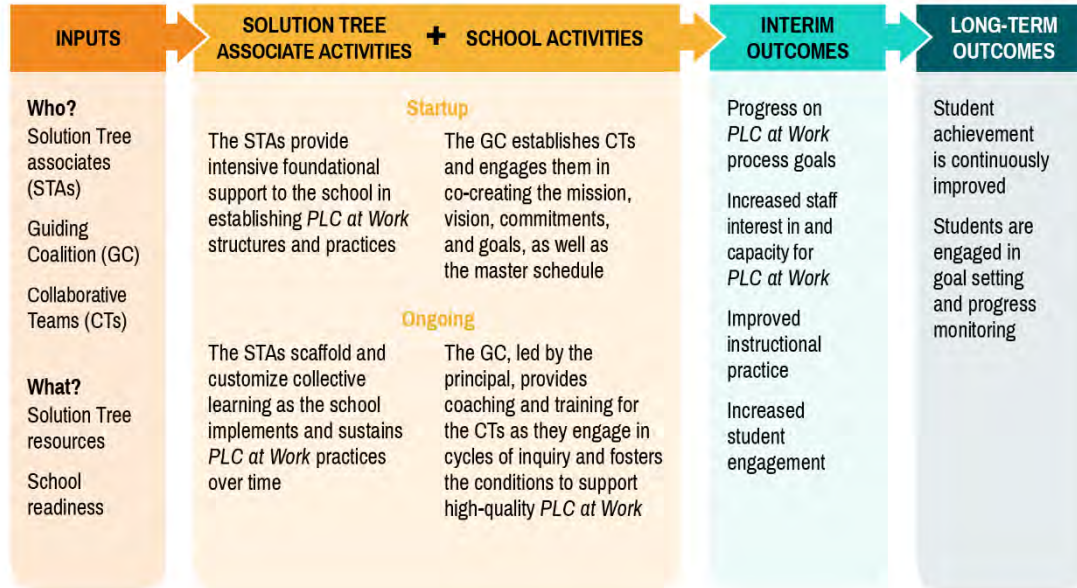 INPUTS
Who?
Solution Tree
associates
(STAs)
Guiding
Coalition (GC)
Collaborative
Teams (CTs)
What?
Solution Tree
resources
School
readiness
SOLUTION TREE
ASSOCIATE ACTIVITIES
+
SCHOOL ACTIVITIES
Startup
The STAs provide
intensive foundational
support to the school in
establishing PLC at Work
structures and practices
The GC establishes CTs
and engages them in
co-creating the mission,
vision, commitments,
and goals, as well as
the master schedule
Ongoing
The STAs scaffold and
customize collective
learning as the school
implements and sustains
PLC at Work practices
over time
The GC, led by the
principal, provides
coaching and training for
the CTs as they engage in
cycles of inquiry and fosters
the conditions to support
high-quality PLC at Work
INTERIM
OUTCOMES
Progress on
PLC at Work
process goals
Increased staff
interest in and
capacity for
PLC at Work
Improved
instructional
practice
Increased
student
engagement
LONG-TERM
OUTCOMES
Student
achievement
is continuously
improved
Students are
engaged in
goal setting
and progress
monitoring